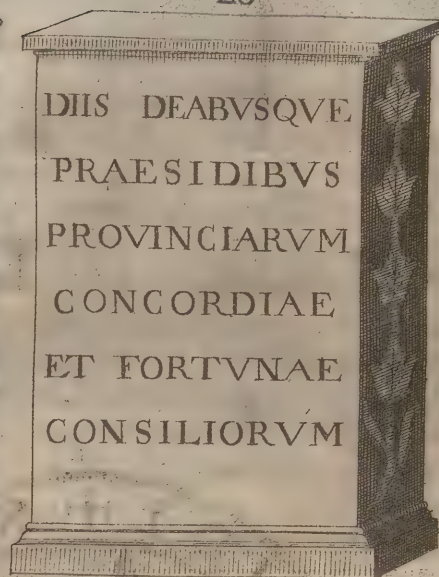 DIIS DEABVSQVE
PRAESIDIBVS
PROVINCIARVM
CONCORDIAE
ET FORTVNAE
CONSILIORVM